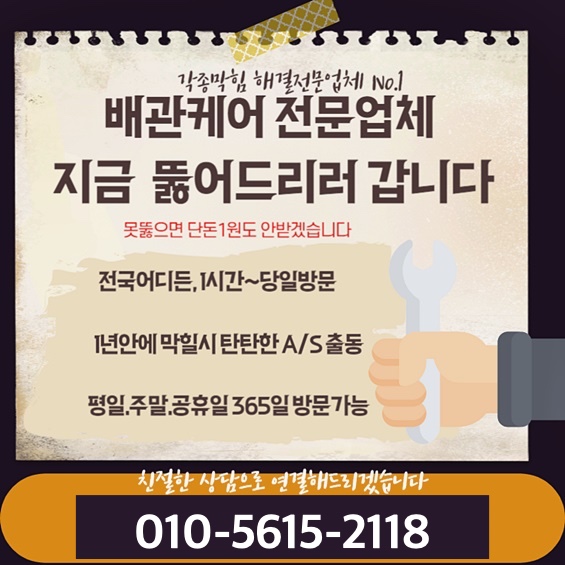 각종막힘 해결전문업체 No.1
배관케어 전문업체
지금 뚫어드리러 갑니다
못뚫으면 단돈1원도 안받겠습니다
전국어디든, 1시간~당일방문
1년안에 막힐시 탄탄한 A/S 출동
평일.주말.공휴일 365일 방문가능
친절한 상담으로 연결해드리겠습니다
010-5615-2118